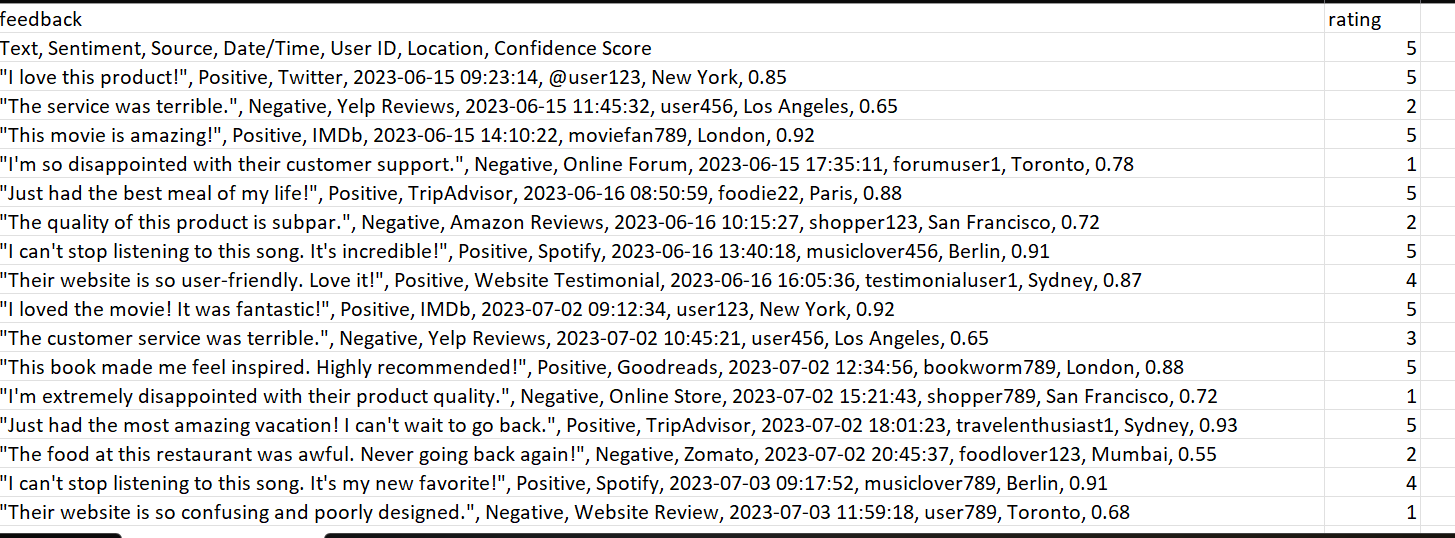 feedback rating
Text, Sentiment, Source, Date/Time, User ID, Location, Confidence Score 5
"I love this product!", Positive, Twitter, 2023-06-15 09:23:14, @user123, New York, 0.85 5
"The service was terrible.", Negative, Yelp Reviews, 2023-06-15 11:45:32, user456, Los Angeles, 0.65 2
"This movie is amazing!", Positive, IMDb, 2023-06-15 14:10:22, moviefan789, London, 0.92 5
"I'm so disappointed with their customer support.", Negative, Online Forum, 2023-06-15 17:35:11, forumuser1, Toronto, 0.78 1
"Just had the best meal of my life!", Positive, TripAdvisor, 2023-06-16 08:50:59, foodie22, Paris, 0.88 5
"The quality of this product is subpar.", Negative, Amazon Reviews, 2023-06-16 10:15:27, shopper123, San Francisco, 0.72 2
"I can't stop listening to this song. It's incredible!", Positive, Spotify, 2023-06-16 13:40:18, musiclover456, Berlin, 0.91 5
"Their website is so user-friendly. Love it!", Positive, Website Testimonial, 2023-06-16 16:05:36, testimonialuser1, Sydney, 0.87 4
"I loved the movie! It was fantastic!", Positive, IMDb, 2023-07-02 09:12:34, user123, New York, 0.92 5
"The customer service was terrible.", Negative, Yelp Reviews, 2023-07-02 10:45:21, user456, Los Angeles, 0.65 3
"This book made me feel inspired. Highly recommended!", Positive, Goodreads, 2023-07-02 12:34:56, bookworm789, London, 0.88 5
"I'm extremely disappointed with their product quality.", Negative, Online Store, 2023-07-02 15:21:43, shopper789, San Francisco, 0.72 1
"Just had the most amazing vacation! I can't wait to go back.", Positive, TripAdvisor, 2023-07-02 18:01:23, travelenthusiast1, Sydney, 0.93 5
"The food at this restaurant was awful. Never going back again!", Negative, Zomato, 2023-07-02 20:45:37, foodlover123, Mumbai, 0.55 2
"I can't stop listening to this song. It's my new favorite!", Positive, Spotify, 2023-07-03 09:17:52, musiclover789, Berlin, 0.91 4
"Their website is so confusing and poorly designed.", Negative, Website Review, 2023-07-03 11:59:18, user789, Toronto, 0.68 1